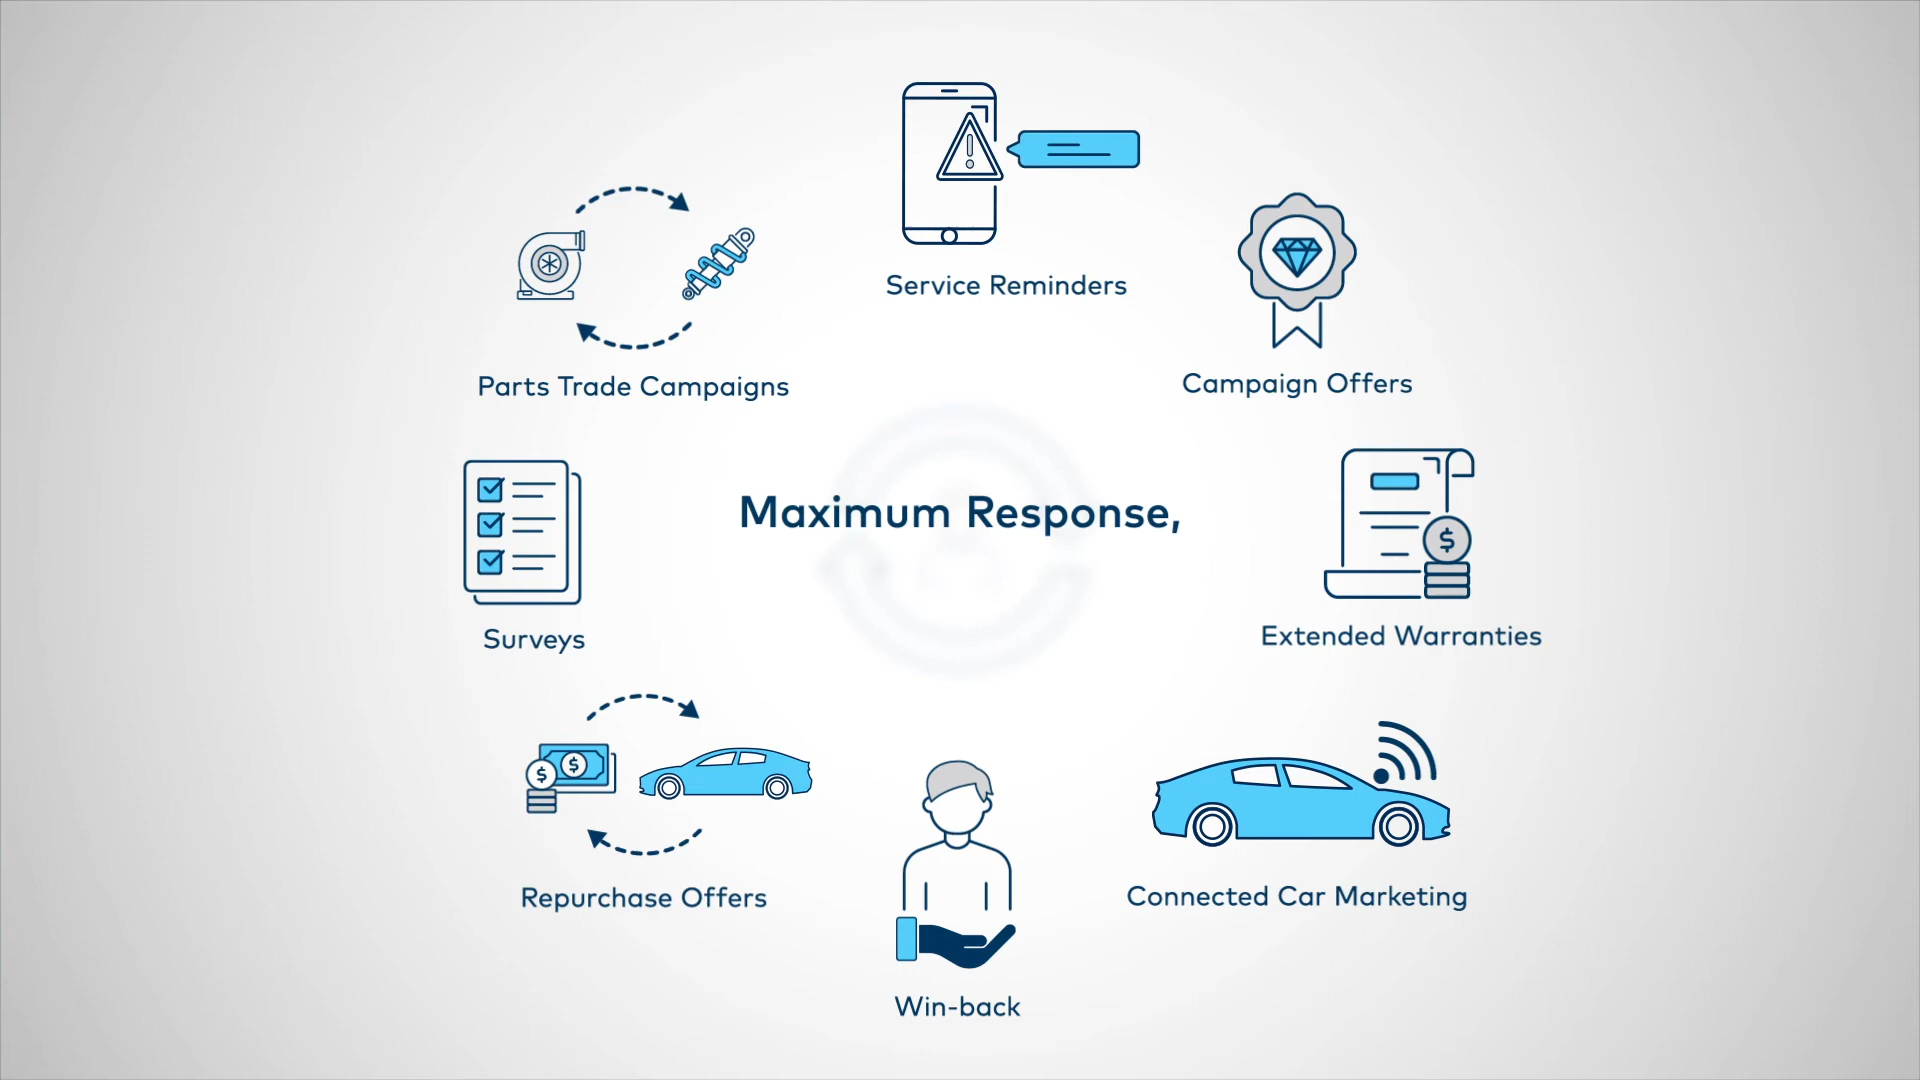 Service Reminders
Parts Trade Campaigns
Campaign Offers
Maximum Response,
$
Surveys
Extended Warranties
$ $
Repurchase Offers
Connected Car Marketing
Win-back